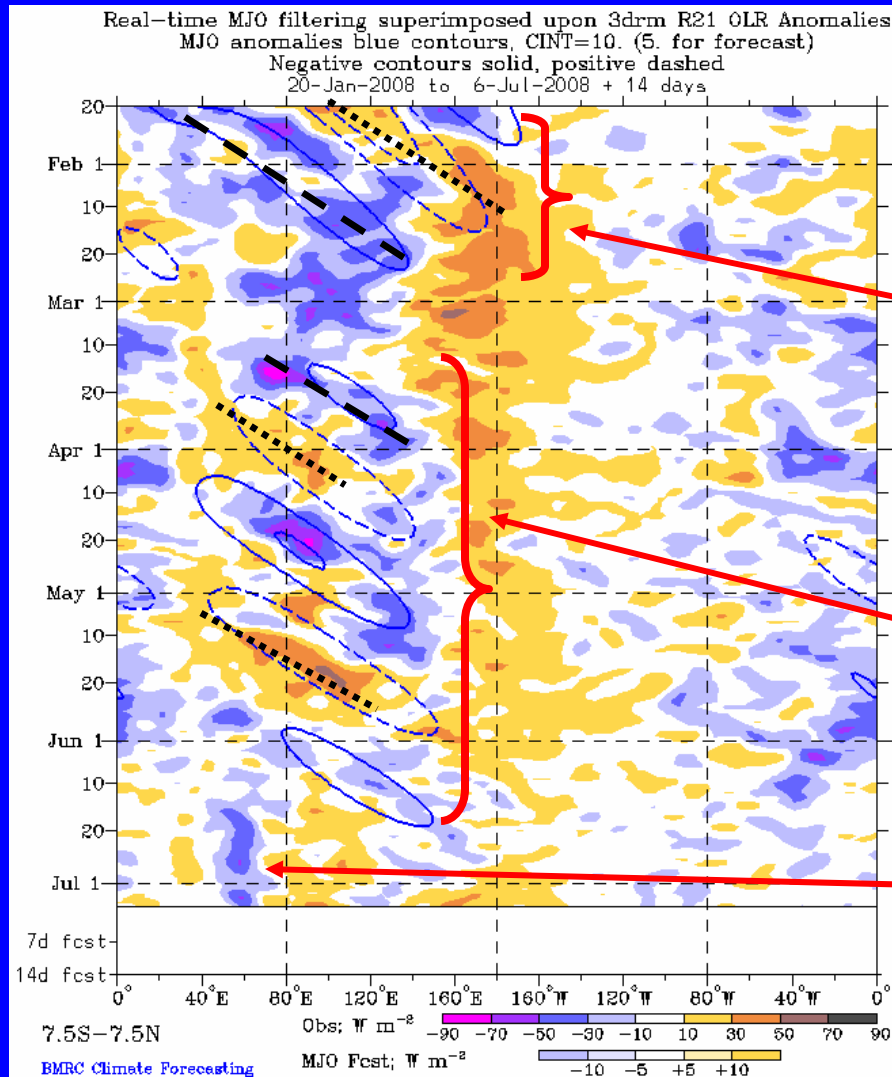 Real-time MJO filtering superimposed upon 3drm R21 OLR Anomalies
MJO anomalies blue contours, CINT=10. (5. for forecast)
Negative contours solid, positive dashed
20-Jan-2008 to 6-Jul-2008 + 14 days
20
Feb 1
10
20
Mar 1
10
20
Apr 1
10
20
May 1
10
20
Jun 1
10
20
Jul 1
7d fcst
14d fcst
0° 40°E 80°E 120°E 160°E 160°W 120°W 80°W 40°W 0°
7.5S-7.5N
Obs; W m⁻²
-90 -70 -50 -30 -10 10 30 50 70 90
BMRC Climate Forecasting
MJO Fcst; W m⁻²
-10 -5 +5 +10